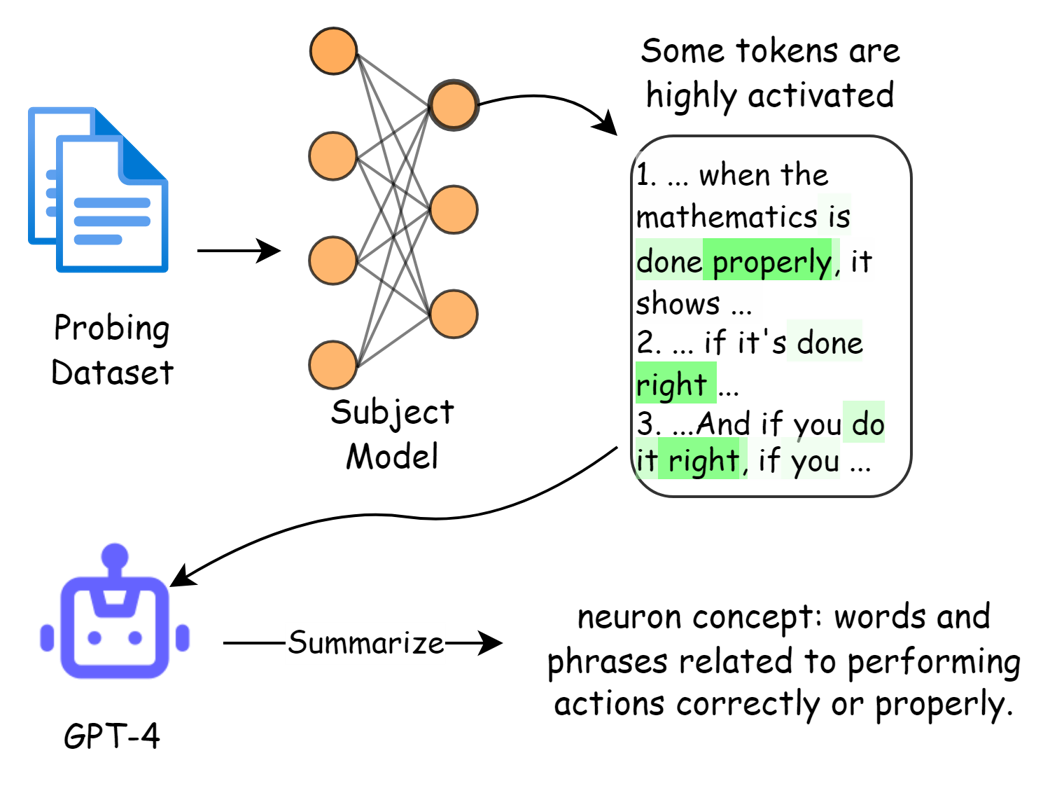 Some tokens are
highly activated
1. ... when the
mathematics is
done properly, it
shows ...
2. ... if it's done
right ...
3. ...And if you do
it right, if you ...
Probing
Dataset
Subject
Model
GPT-4
Summarize
neuron concept: words and
phrases related to performing
actions correctly or properly.